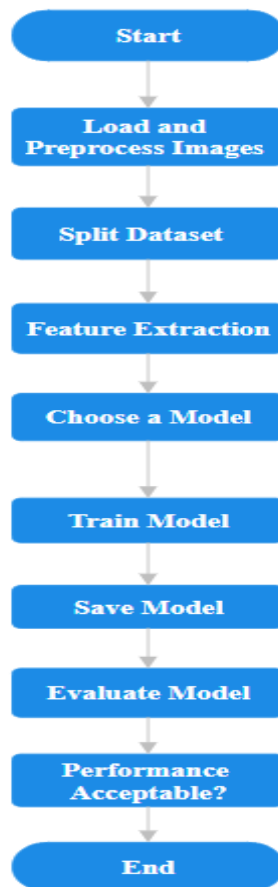 Start
Load and
Preprocess Images
Split Dataset
Feature Extraction
Choose a Model
Train Model
Save Model
Evaluate Model
Performance
Acceptable?
End